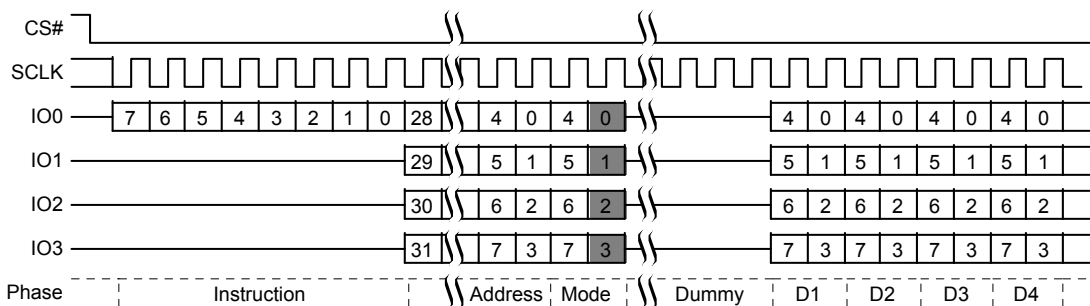 CS#
SCLK
IO0 7 6 5 4 3 2 1 0 28 4 0 4 0 4 0 4 0 4 0 4 0
IO1 29 5 1 5 1 5 1 5 1 5 1 5 1
IO2 30 6 2 6 2 6 2 6 2 6 2 6 2
IO3 31 7 3 7 3 7 3 7 3 7 3 7 3
Phase Instruction Address Mode Dummy D1 D2 D3 D4